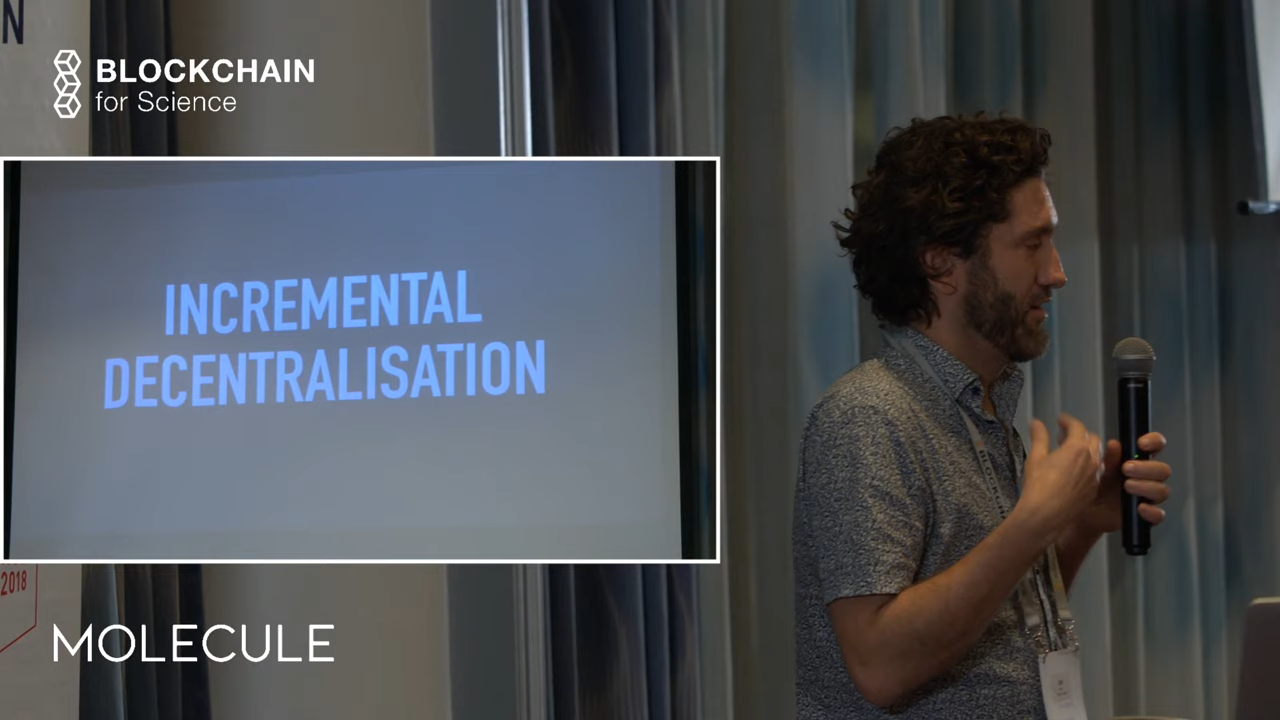 N
BLOCKCHAIN
for Science
INCREMENTAL
DECENTRALISATION
2018
MOLECULE